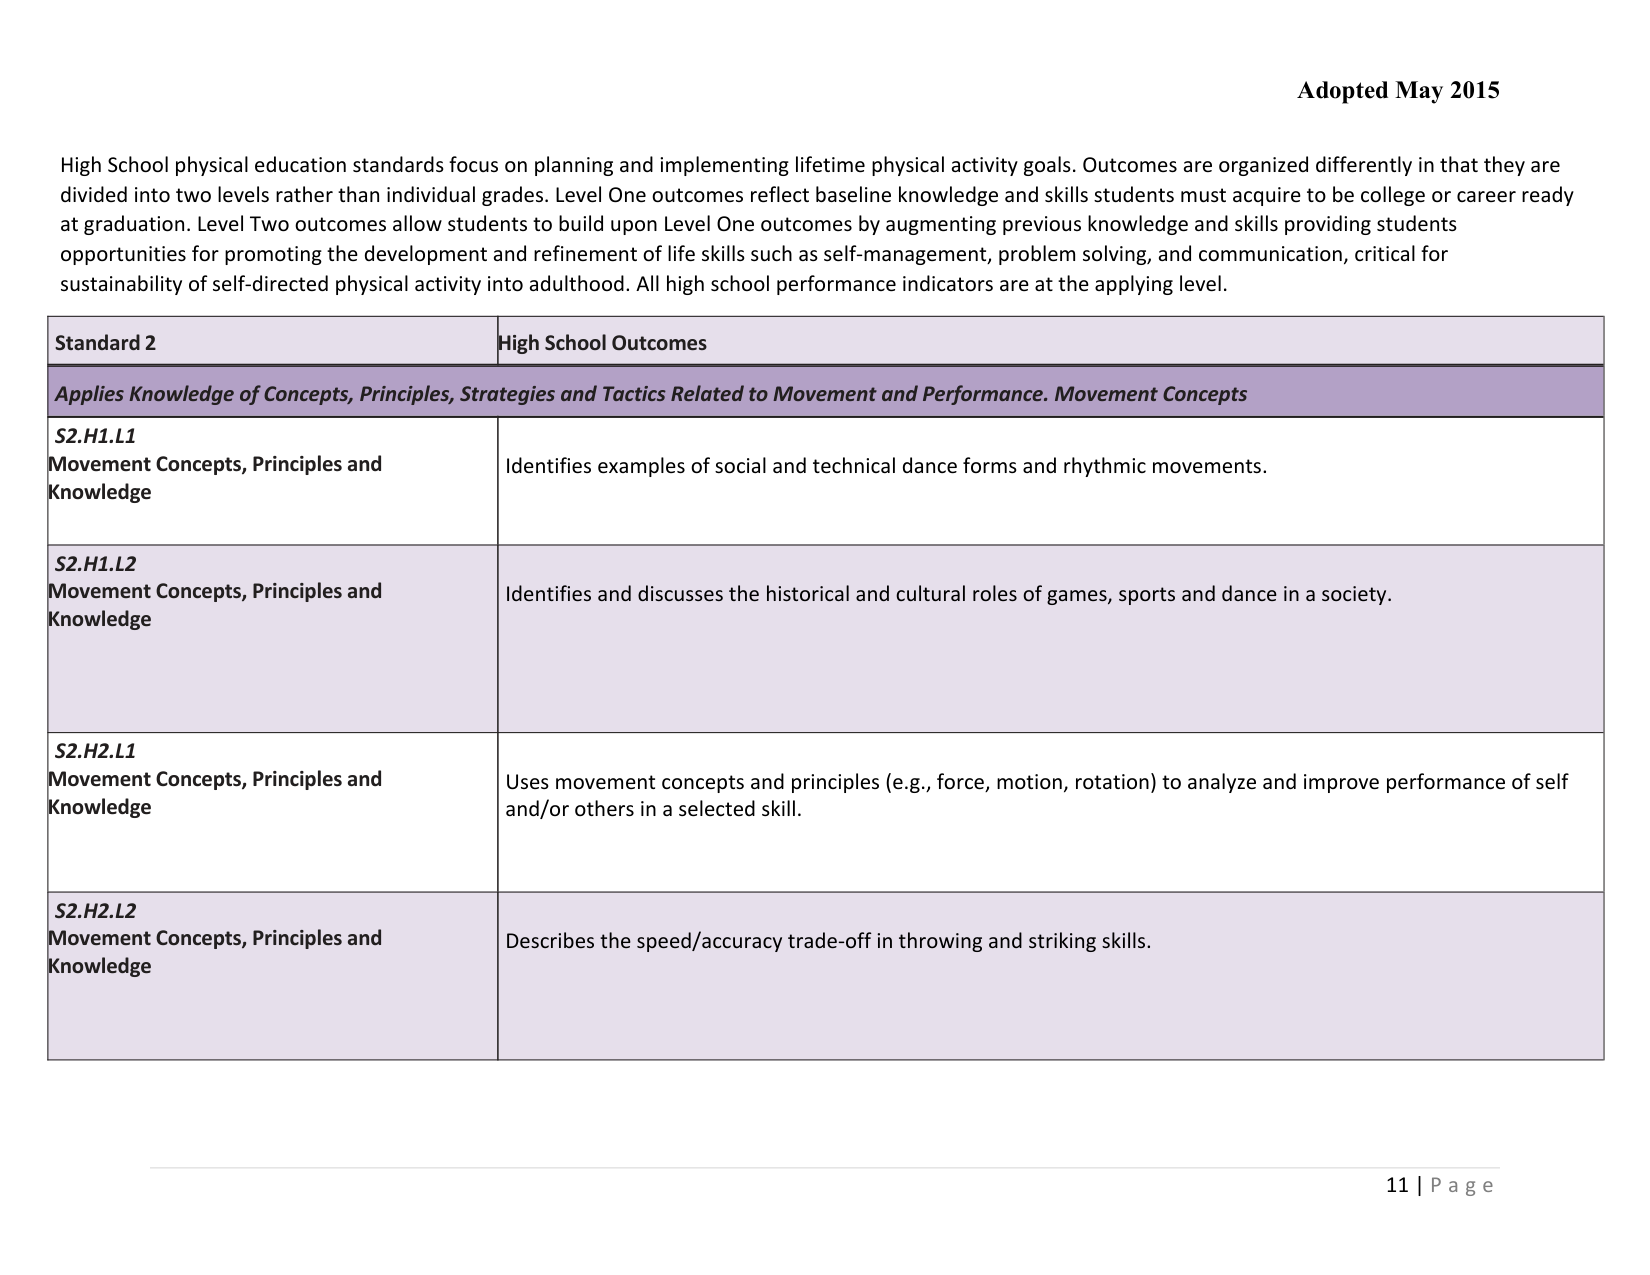 Adopted May 2015
High School physical education standards focus on planning and implementing lifetime physical activity goals. Outcomes are organized differently in that they are
divided into two levels rather than individual grades. Level One outcomes reflect baseline knowledge and skills students must acquire to be college or career ready
at graduation. Level Two outcomes allow students to build upon Level One outcomes by augmenting previous knowledge and skills providing students
opportunities for promoting the development and refinement of life skills such as self-management, problem solving, and communication, critical for
sustainability of self-directed physical activity into adulthood. All high school performance indicators are at the applying level.
Standard 2
High School Outcomes
Applies Knowledge of Concepts, Principles, Strategies and Tactics Related to Movement and Performance. Movement Concepts
S2.H1.L1
Movement Concepts, Principles and
Knowledge
Identifies examples of social and technical dance forms and rhythmic movements.
S2.H1.L2
Movement Concepts, Principles and
Knowledge
Identifies and discusses the historical and cultural roles of games, sports and dance in a society.
S2.H2.L1
Movement Concepts, Principles and
Knowledge
Uses movement concepts and principles (e.g., force, motion, rotation) to analyze and improve performance of self
and/or others in a selected skill.
S2.H2.L2
Movement Concepts, Principles and
Knowledge
Describes the speed/accuracy trade-off in throwing and striking skills.
11 | Page